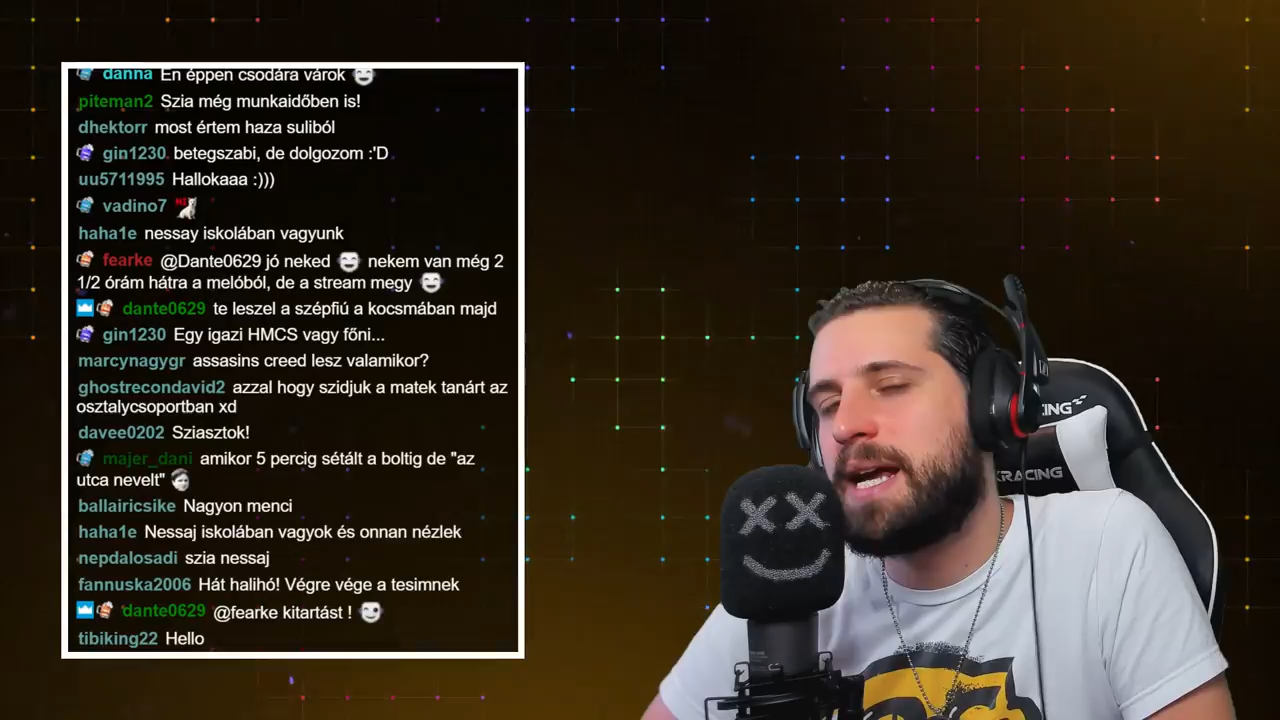 danna En éppen csodára várok
piteman2 Szia még munkaidőben is!
dhektorr most értem haza suliból
gin1230 betegszabi, de dolgozom :'D
uu5711995 Hallokaaa :)))
vadino7 HI
haha1e nessay iskolában vagyunk
fearke @Dante0629 jó neked nekem van még 2
1/2 órám hátra a melóból, de a stream megy
dante0629 te leszel a szépfiú a kocsmában majd
gin1230 Egy igazi HMCS vagy főni...
marcynagygr assasins creed lesz valamikor?
ghostrecondavid2 azzal hogy szidjuk a matek tanárt az
osztalycsoportban xd
davee0202 Sziasztok!
majer_dani amikor 5 percig sétált a boltig de "az
utca nevelt"
ballairicsike Nagyon menci
haha1e Nessaj iskolában vagyok és onnan nézlek
nepdalosadi szia nessaj
fannuska2006 Hát halihó! Végre vége a tesimnek
dante0629 @fearke kitartást !
tibiking22 Hello
ING
RACING